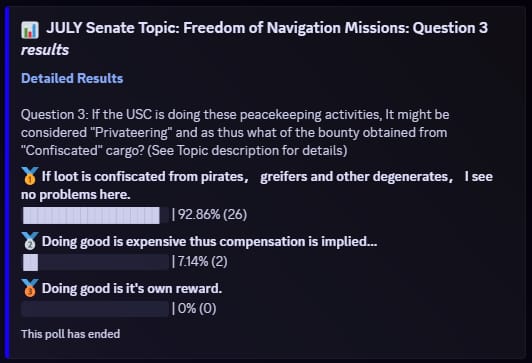 JULY Senate Topic: Freedom of Navigation Missions: Question 3
results
Detailed Results
Question 3: If the USC is doing these peacekeeping activities, It might be
considered "Privateering" and as thus what of the bounty obtained from
"Confiscated" cargo? (See Topic description for details)
1 If loot is confiscated from pirates, greifers and other degenerates, I see
no problems here.
| 92.86% (26)
2 Doing good is expensive thus compensation is implied...
| 7.14% (2)
3 Doing good is it's own reward.
| 0% (0)
This poll has ended